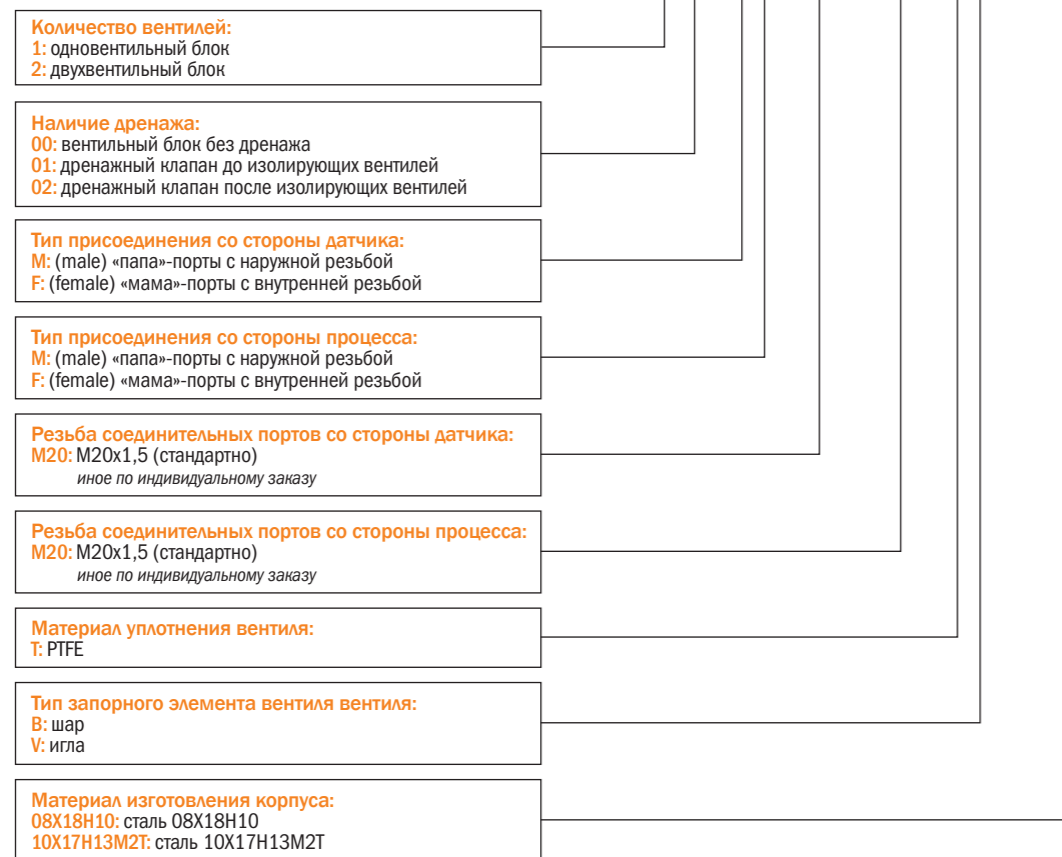 Количество вентилей:
1: одновентильный блок
2: двухвентильный блок
Наличие дренажа:
00: вентильный блок без дренажа
01: дренажный клапан до изолирующих вентилей
02: дренажный клапан после изолирующих вентилей
Тип присоединения со стороны датчика:
M: (male) «папа»-порты с наружной резьбой
F: (female) «мама»-порты с внутренней резьбой
Тип присоединения со стороны процесса:
M: (male) «папа»-порты с наружной резьбой
F: (female) «мама»-порты с внутренней резьбой
Резьба соединительных портов со стороны датчика:
M20: M20x1,5 (стандартно)
иное по индивидуальному заказу
Резьба соединительных портов со стороны процесса:
M20: M20x1,5 (стандартно)
иное по индивидуальному заказу
Материал уплотнения вентиля:
T: PTFE
Тип запорного элемента вентиля вентиля:
B: шар
V: игла
Материал изготовления корпуса:
08Х18Н10: сталь 08Х18Н10
10Х17Н13М2Т: сталь 10Х17Н13М2Т